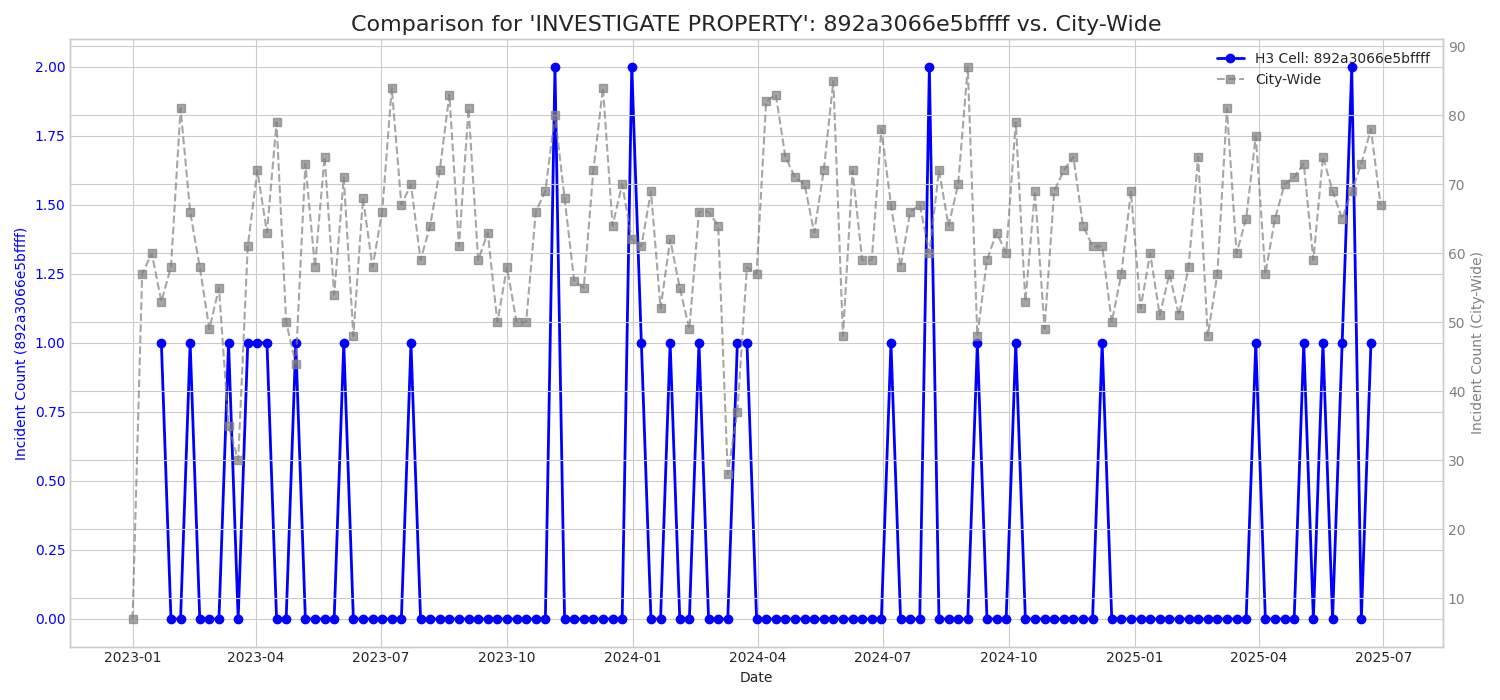 Comparison for 'INVESTIGATE PROPERTY': 892a3066e5bffff vs. City-Wide
H3 Cell: 892a3066e5bffff
City-Wide
Incident Count (892a3066e5bffff)
2.00
1.75
1.50
1.25
1.00
0.75
0.50
0.25
0.00
90
80
70
60
50
40
30
20
10
Incident Count (City-Wide)
2023-01 2023-04 2023-07 2023-10 2024-01 2024-04 2024-07 2024-10 2025-01 2025-04 2025-07
Date